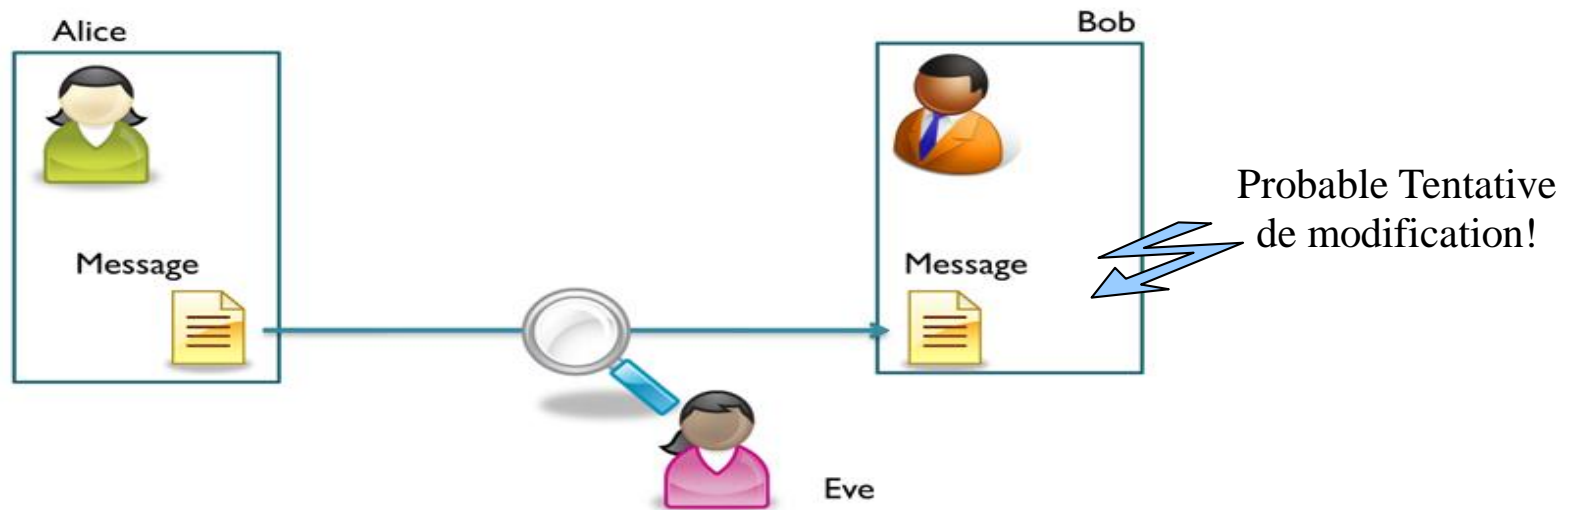 Alice
Bob
Probable Tentative
de modification!
Message
Message
Eve